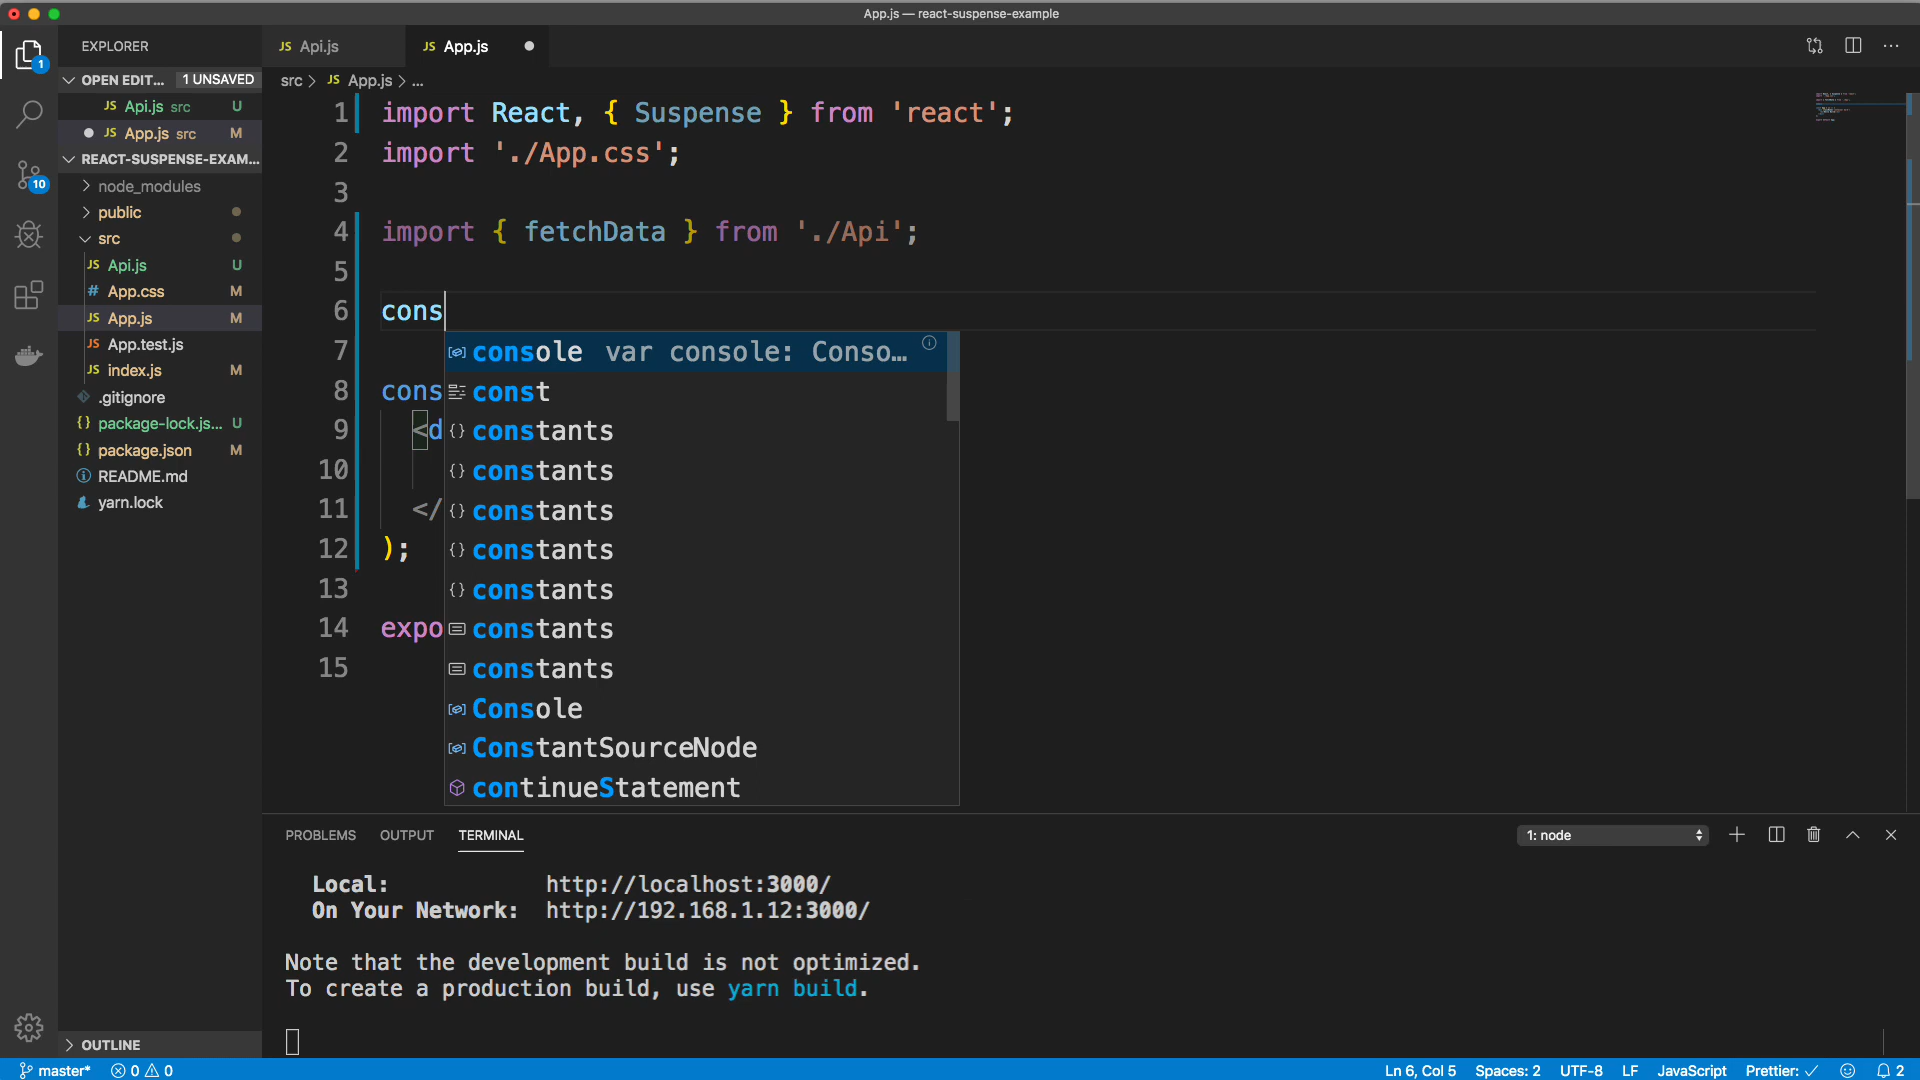 App.js — react-suspense-example
EXPLORER
JS Api.js
JS App.js
1
OPEN EDIT... 1 UNSAVED
JS Api.js src U
JS App.js src M
REACT-SUSPENSE-EXAM...
node_modules
public
src
JS Api.js U
# App.css M
JS App.js M
JS App.test.js
JS index.js M
.gitignore
{} package-lock.js... U
{} package.json M
README.md
yarn.lock
10
OUTLINE
src > JS App.js > ...
1 import React, { Suspense } from 'react';
2 import './App.css';
3
4 import { fetchData } from './Api';
5
6 cons
7
8 cons
9 <d
10
11 </
12 );
13
14 expo
15
console var console: Conso...
const
constants
constants
constants
constants
constants
constants
constants
Console
ConstantSourceNode
continueStatement
PROBLEMS OUTPUT TERMINAL
1: node
Local: http://localhost:3000/
On Your Network: http://192.168.1.12:3000/
Note that the development build is not optimized.
To create a production build, use yarn build.
master* 0 0
Ln 6, Col 5 Spaces: 2 UTF-8 LF JavaScript Prettier: ✓ 2